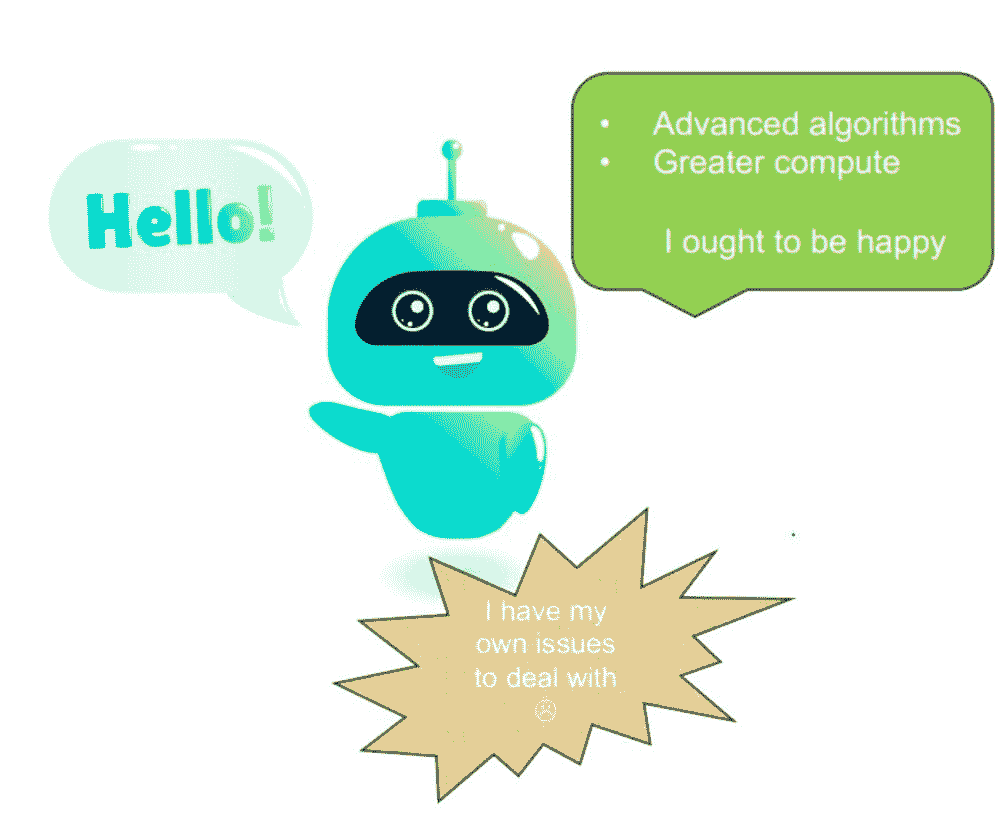 Hello!
• Advanced algorithms
• Greater compute
I ought to be happy
I have my
own issues
to deal with
☹